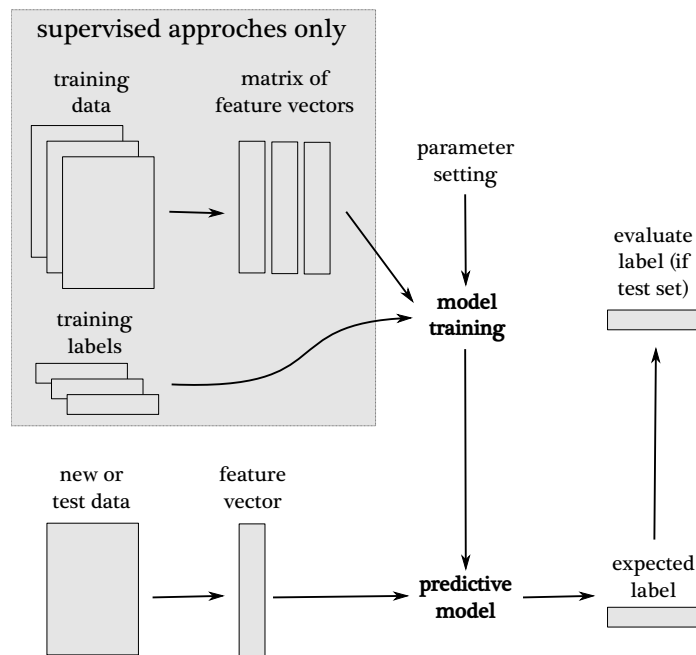 supervised approches only
training
data
matrix of
feature vectors
parameter
setting
evaluate
label (if
test set)
model
training
training
labels
new or
test data
feature
vector
predictive
model
expected
label